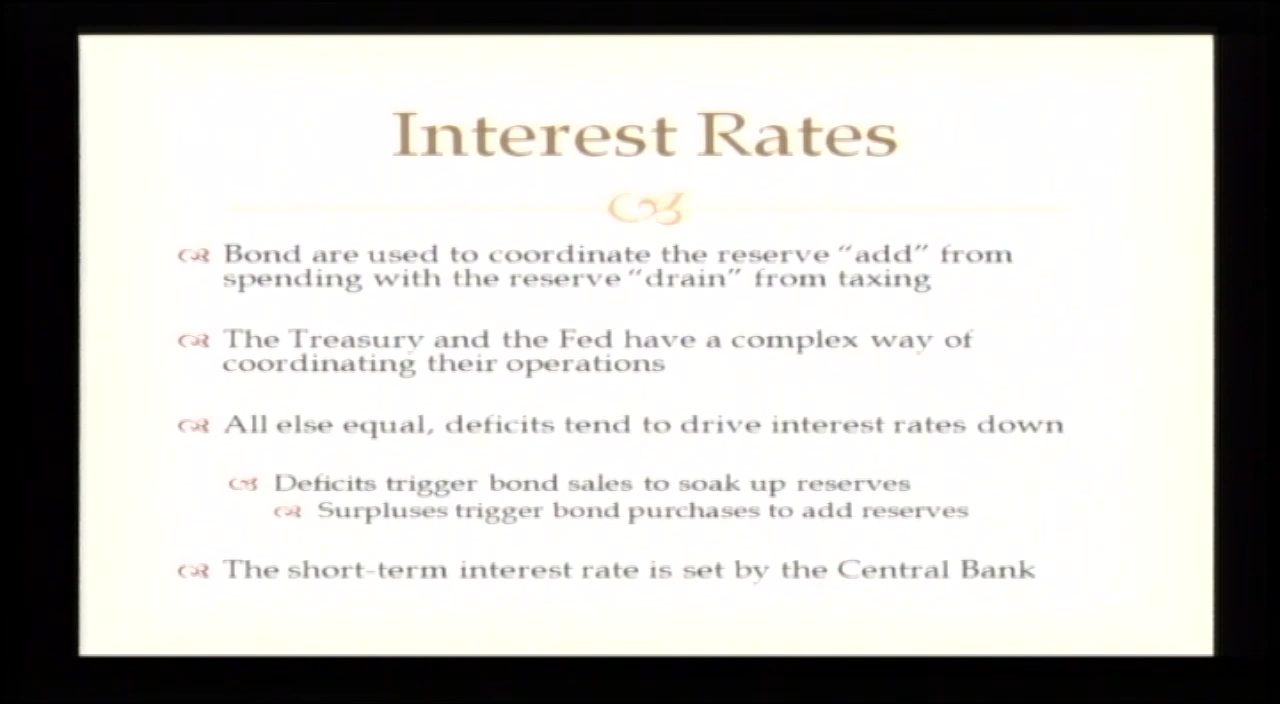 Interest Rates
Bond are used to coordinate the reserve “add” from
spending with the reserve “drain” from taxing
The Treasury and the Fed have a complex way of
coordinating their operations
All else equal, deficits tend to drive interest rates down
Deficits trigger bond sales to soak up reserves
Surpluses trigger bond purchases to add reserves
The short-term interest rate is set by the Central Bank